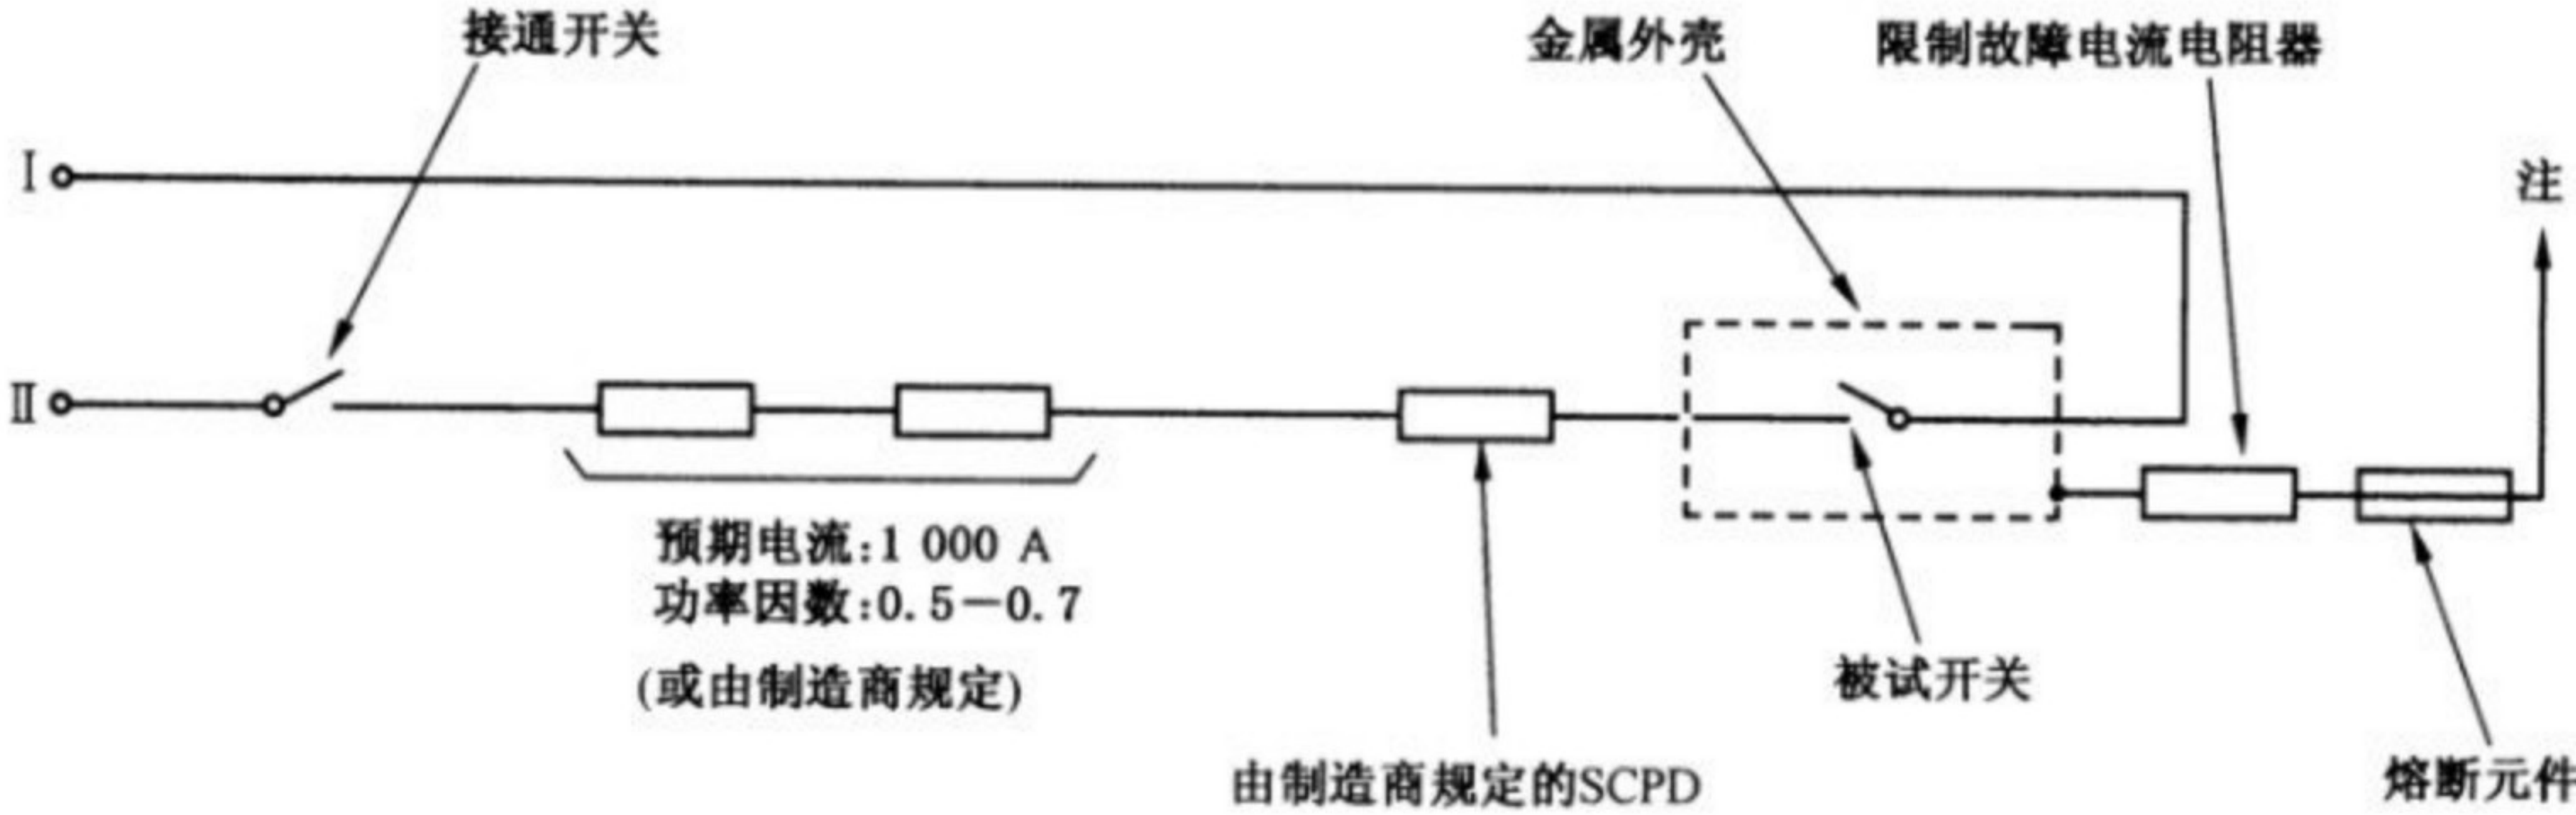 接通开关
金属外壳
限制故障电流电阻器
Ⅰ
注
Ⅱ
预期电流:1 000 A
功率因数:0.5－0.7
(或由制造商规定)
被试开关
由制造商规定的SCPD
熔断元件